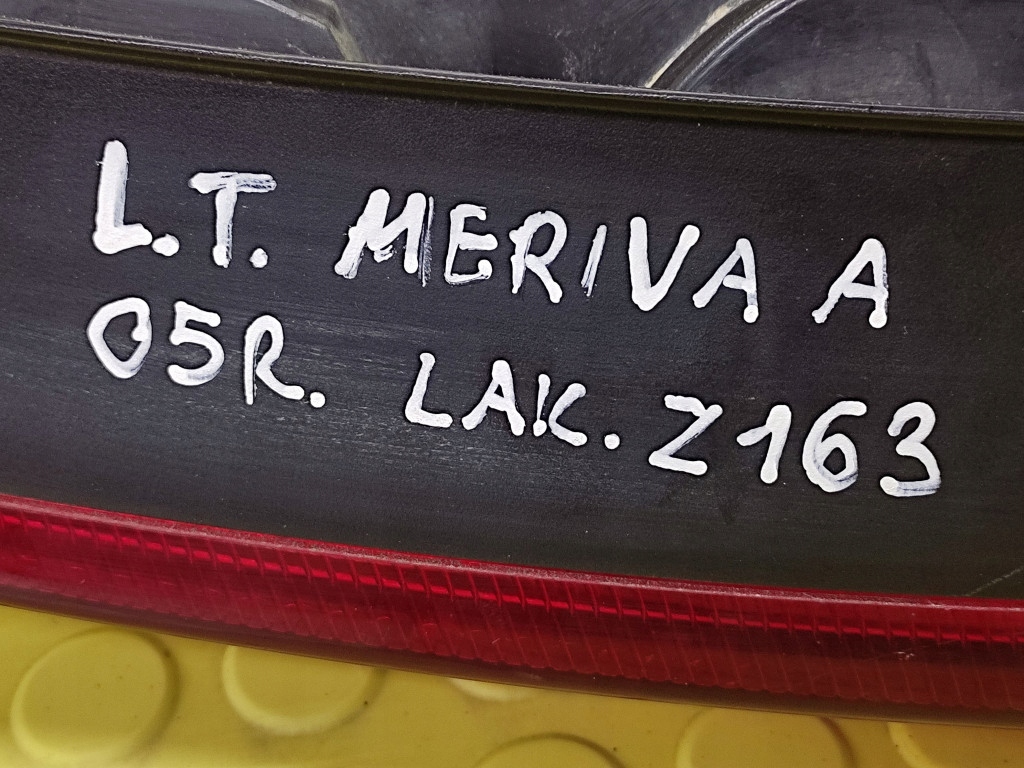 L.T. MERIVA A
05R. LAK. Z163